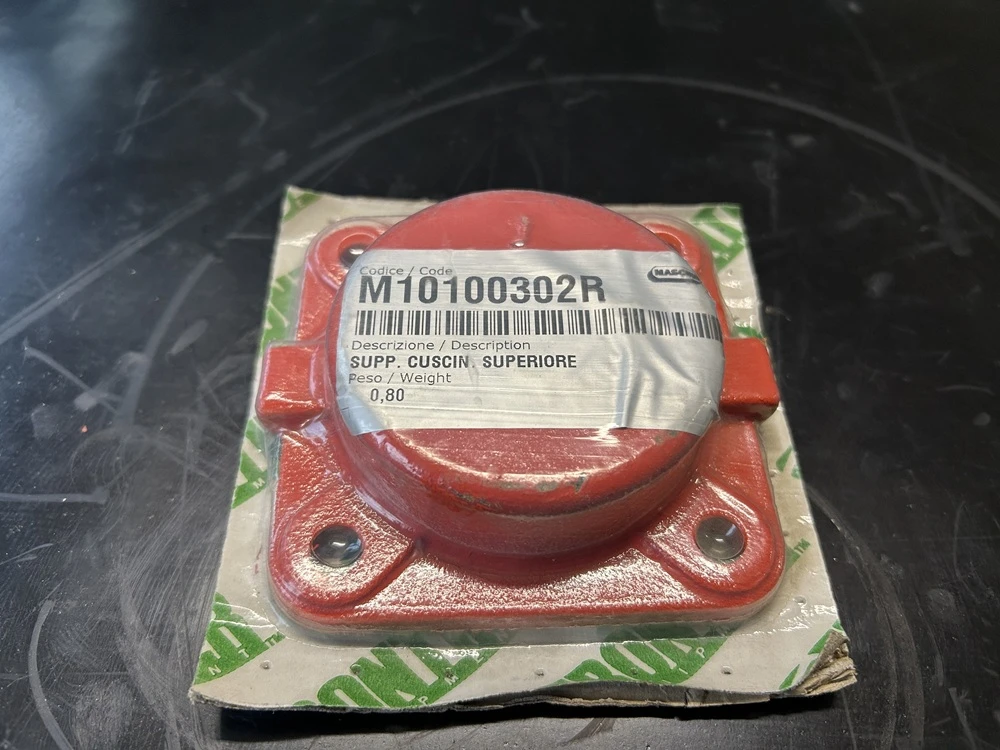 Codice / Code
M10100302R
Descrizione / Description
SUPP. CUSCIN. SUPERIORE
Peso / Weight
0,80